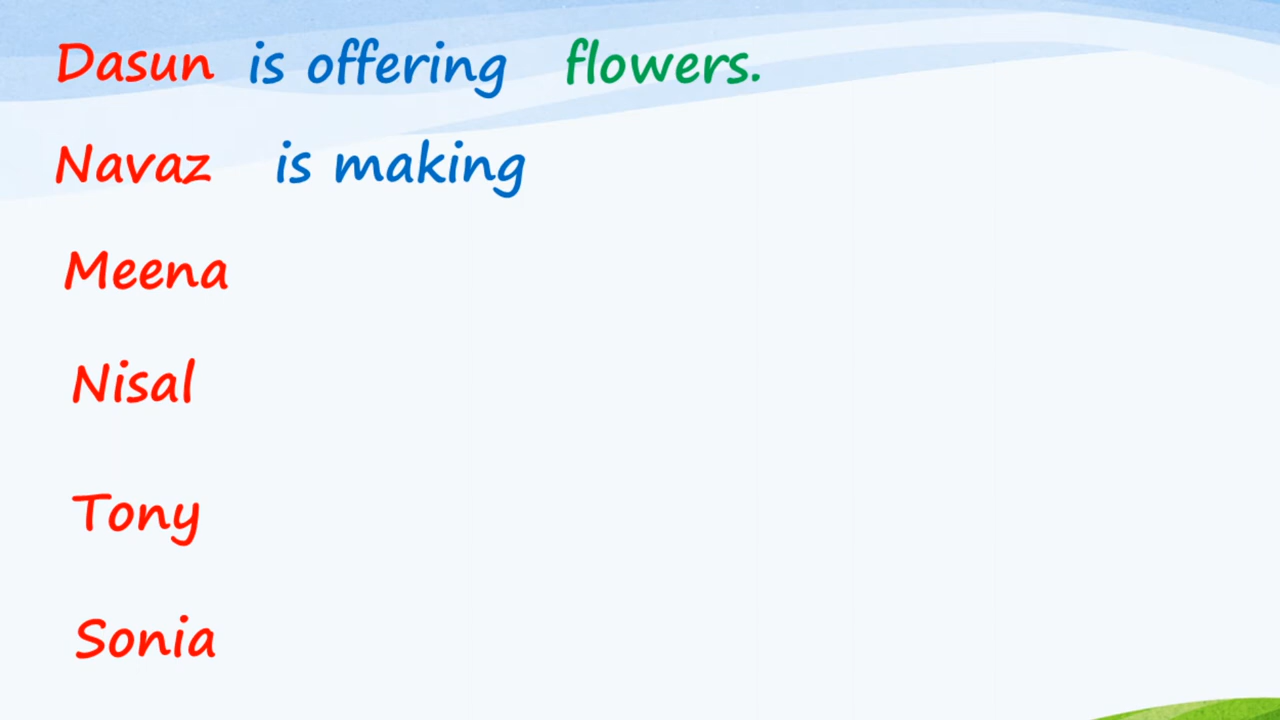 Dasun is offering flowers.
Navaz is making
Meena
Nisal
Tony
Sonia